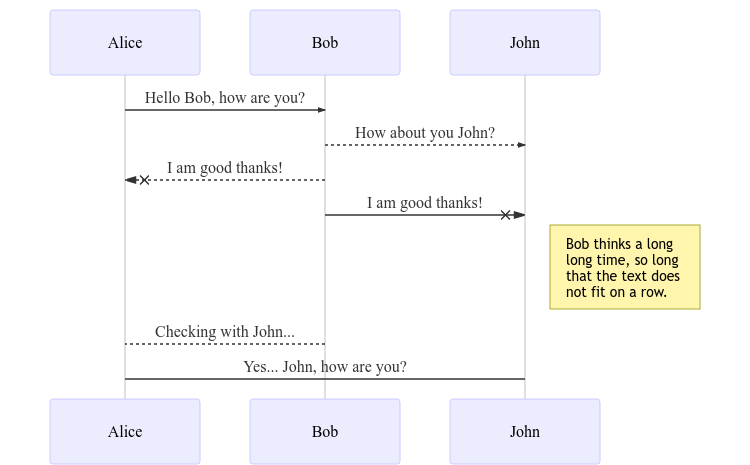 Alice
Bob
John
Hello Bob, how are you?
How about you John?
I am good thanks!
I am good thanks!
Bob thinks a long
long time, so long
that the text does
not fit on a row.
Checking with John...
Yes... John, how are you?
Alice
Bob
John